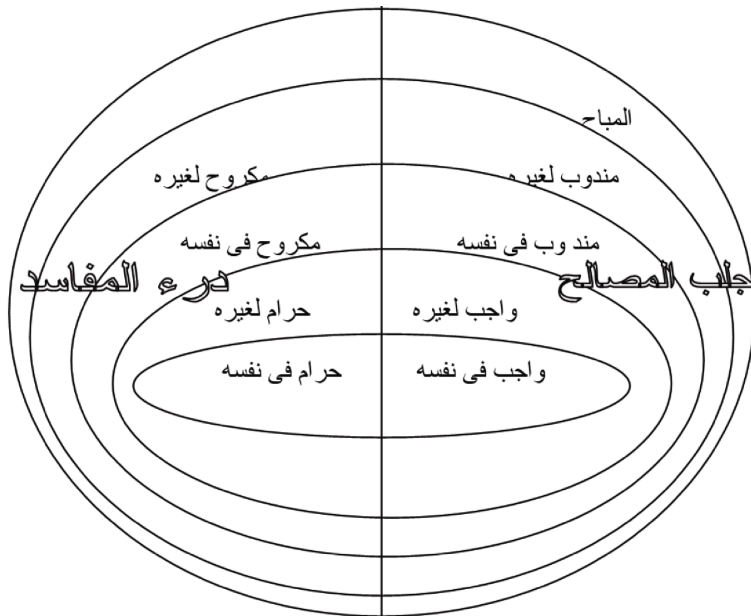 المباح
مندوب لغيره
مكروح لغيره
مند وب فى نفسه
مكروح فى نفسه
جلب المصالح
درء المفاسد
واجب لغيره
حرام لغيره
واجب فى نفسه
حرام فى نفسه